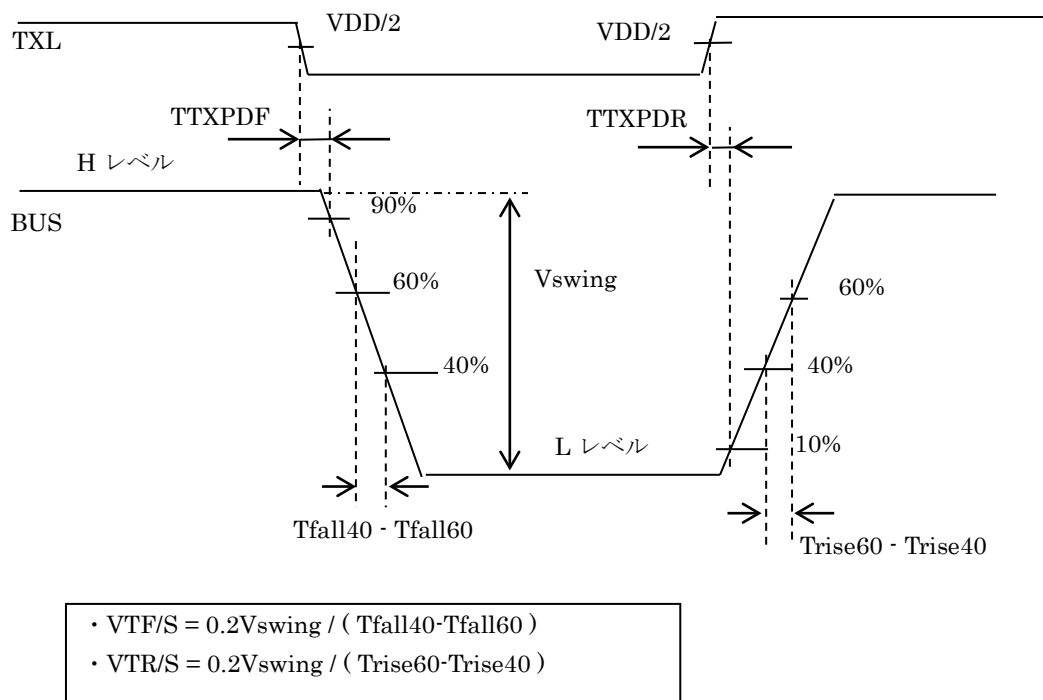 VDD/2
VDD/2
TXL
TTXPDF
TTXPDR
H レベル
90%
BUS
60%
Vswing
60%
40%
40%
L レベル
10%
Tfall40 - Tfall60
Trise60 - Trise40
・VTF/S = 0.2Vswing / ( Tfall40-Tfall60 )
・VTR/S = 0.2Vswing / ( Trise60-Trise40 )